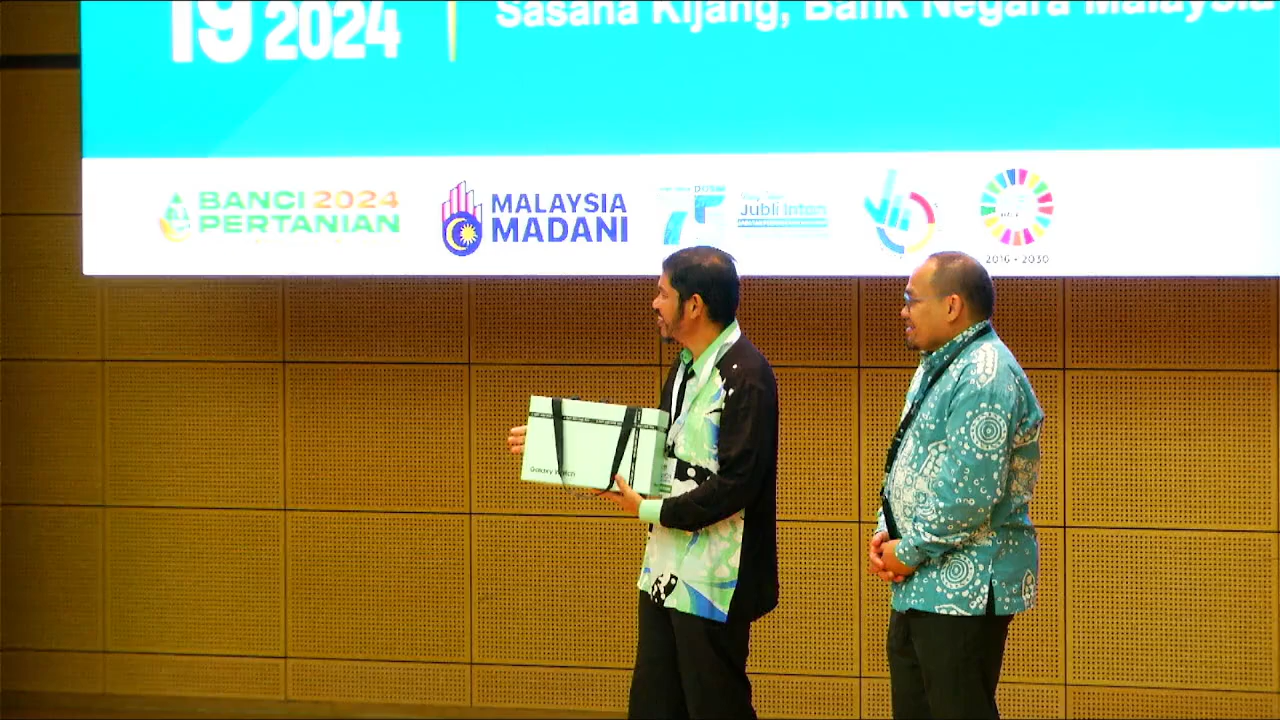 19 2024
Sasana Kijang, Bank Negara Malaysia
BANCI 2024
PERTANIAN
MALAYSIA
MADANI
Jubli Intan
2016 - 2030
Galaxy Watch